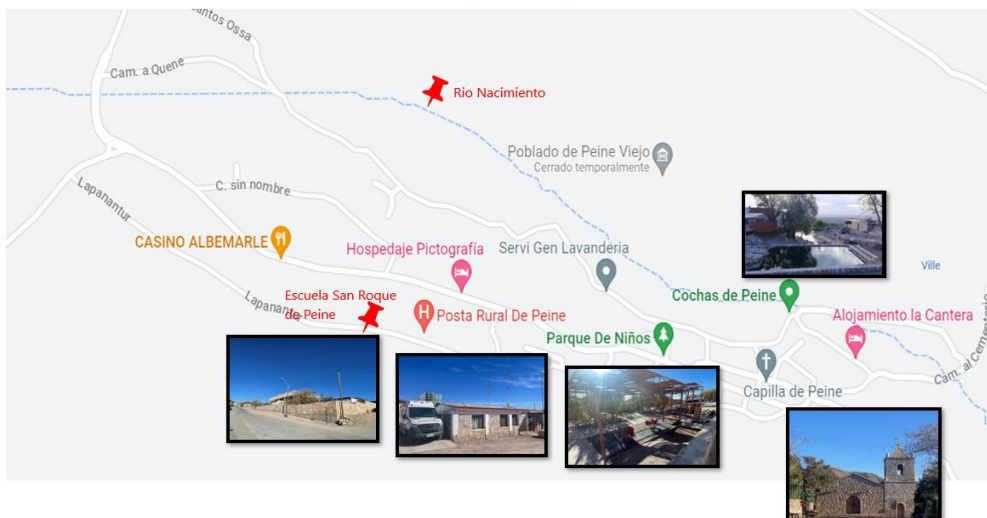 antos Ossa
Cam. a Quene
Rio Nacimiento
Poblado de Peine Viejo
Cerrado temporalmente
Lapanantur
C. sin nombre
CASINO ALBEMARLE
Hospedaje Pictografía
Servi Gen Lavandería
Ville
Cochas de Peine
Escuela San Roque
de Peine
Lapananttu
Posta Rural De Peine
Alojamiento la Cantera
Parque De Niños
Capilla de Peine
Cam. al Cementerio